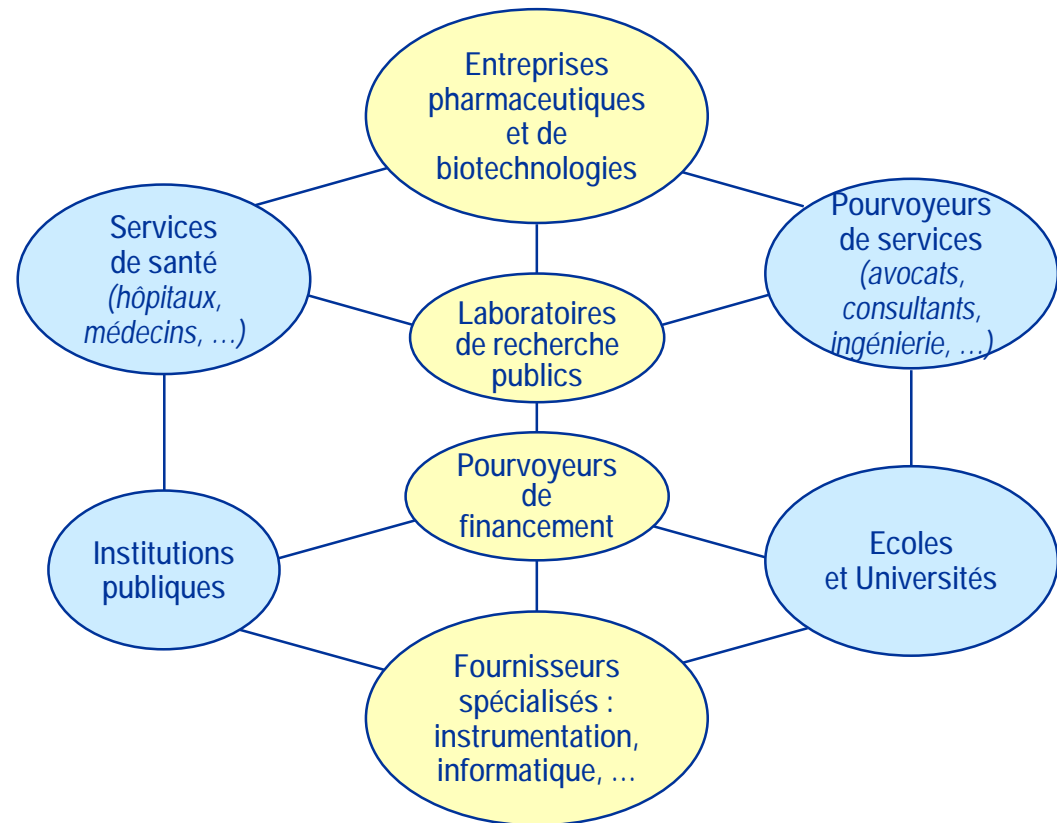 Entreprises
pharmaceutiques
et de
biotechnologies
Services
de santé
(hôpitaux,
médecins, …)
Pourvoyeurs
de services
(avocats,
consultants,
ingénierie, …)
Laboratoires
de recherche
publics
Pourvoyeurs
de
financement
Institutions
publiques
Ecoles
et Universités
Fournisseurs
spécialisés :
instrumentation,
informatique, …